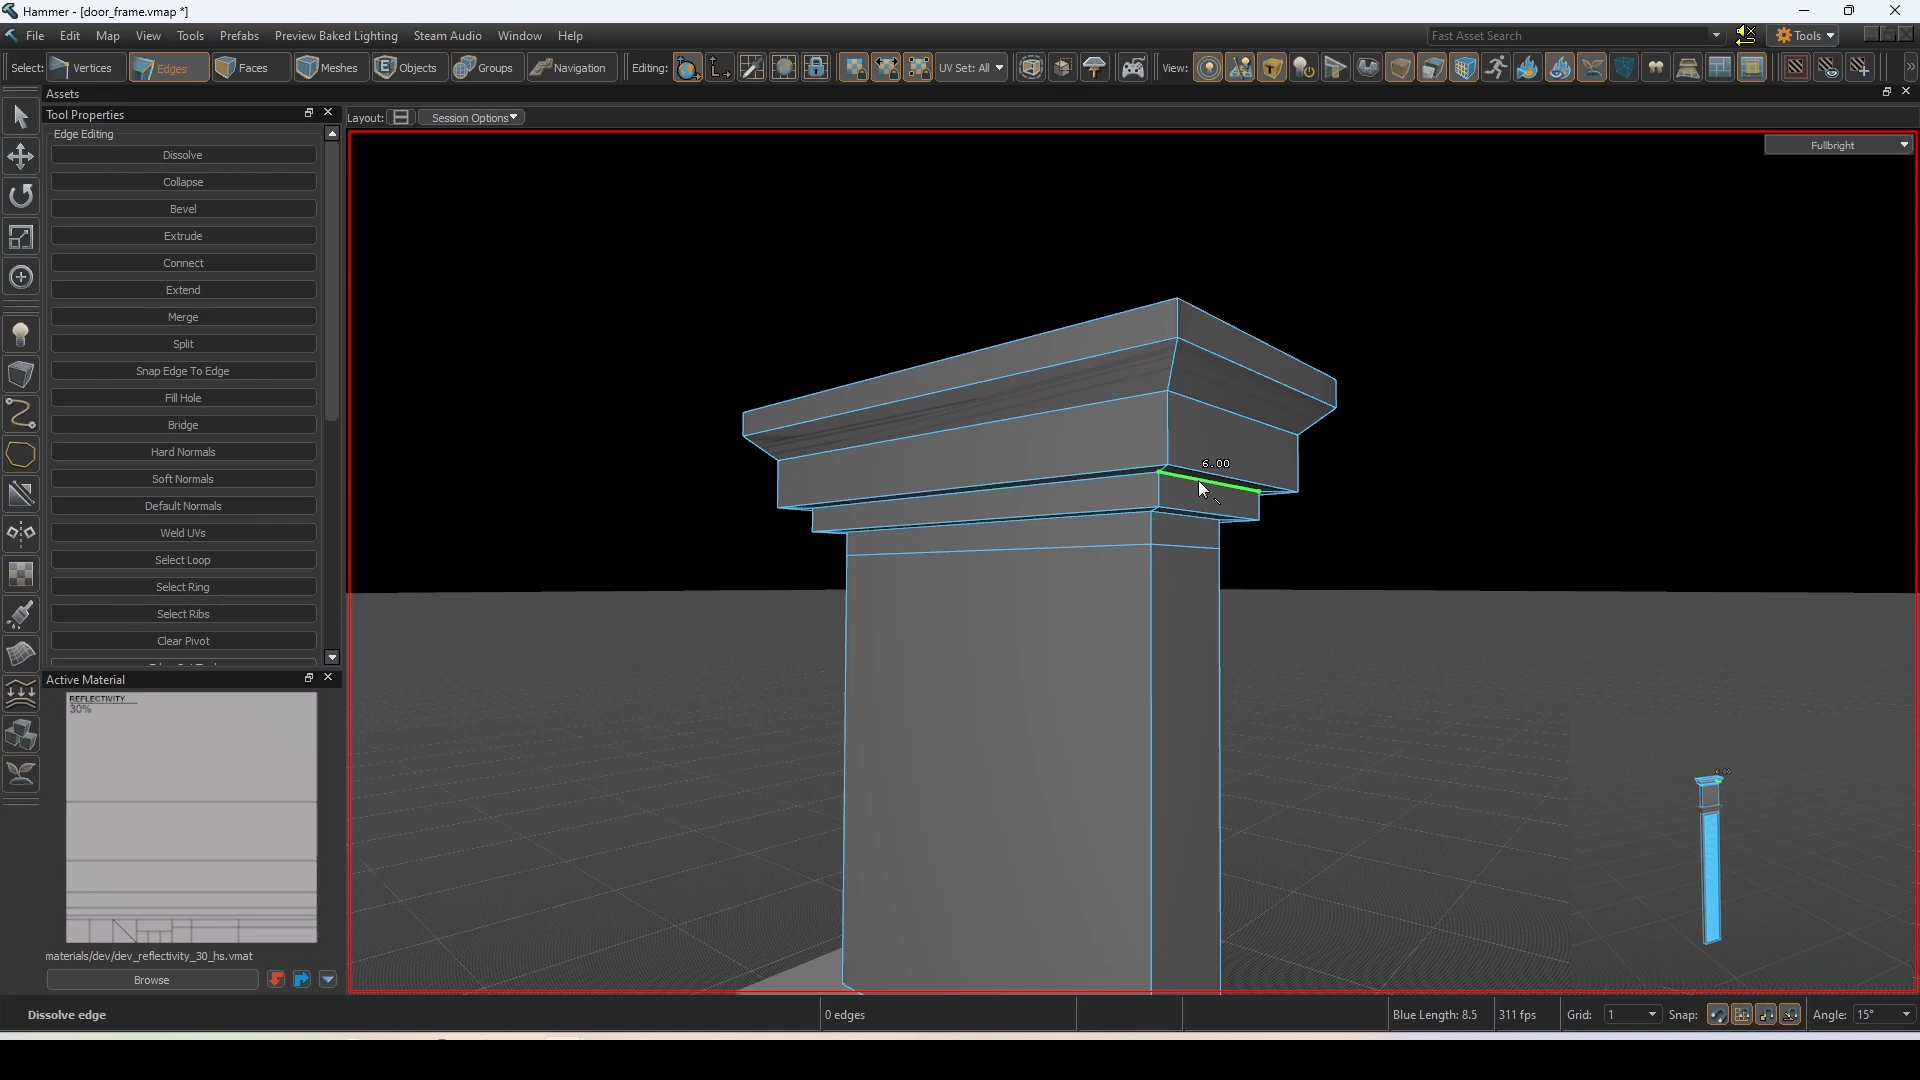 Hammer - [door_frame.vmap *]
File Edit Map View Tools Prefabs Preview Baked Lighting Steam Audio Window Help Fast Asset Search Tools
Select: Vertices Edges Faces Meshes Objects Groups Navigation Editing: UV Set: All View:
Assets
Tool Properties
Layout: Session Options
Edge Editing
Fullbright
Dissolve
Collapse
Bevel
Extrude
Connect
Extend
Merge
Split
Snap Edge To Edge
Fill Hole
Bridge
Hard Normals
Soft Normals
Default Normals
Weld UVs
Select Loop
Select Ring
Select Ribs
Clear Pivot
6.00
Active Material
REFLECTIVITY
30%
materials/dev/dev_reflectivity_30_hs.vmat
Browse
Dissolve edge 0 edges Blue Length: 8.5 311 fps Grid: 1 Snap: Angle: 15°